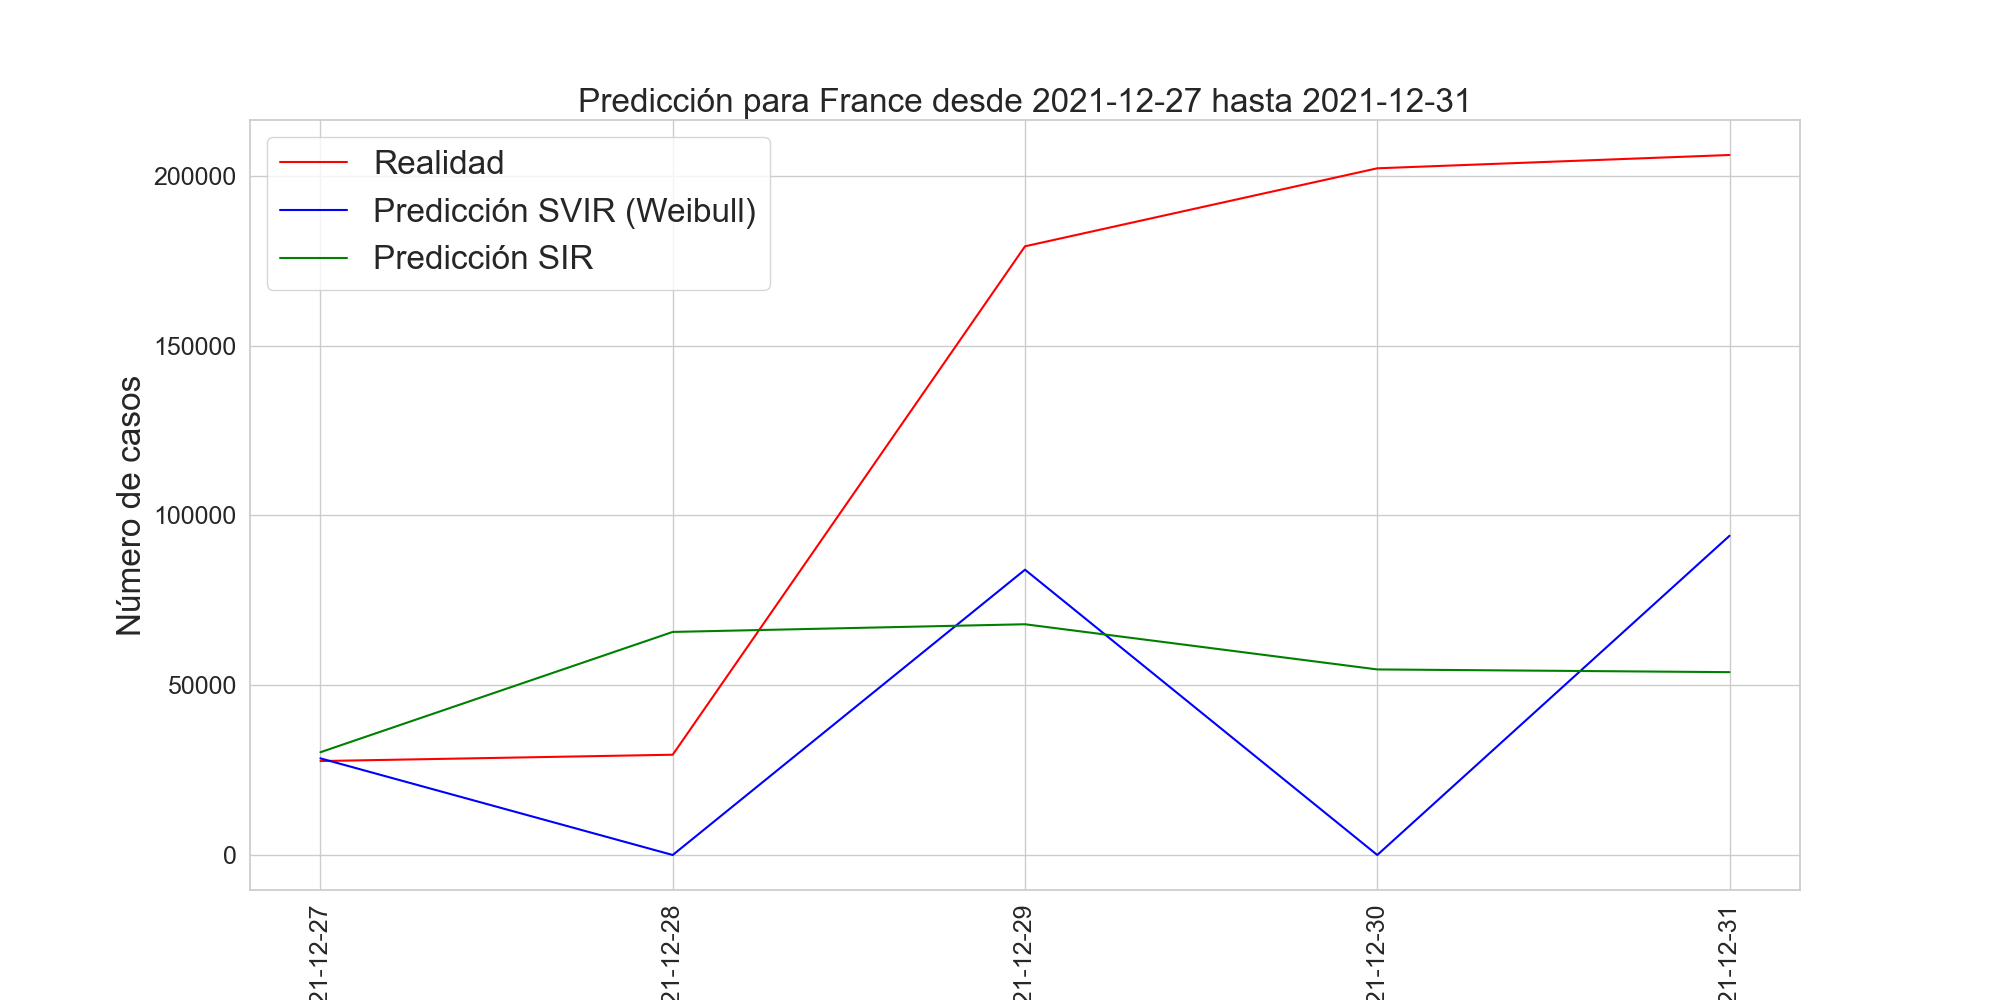 Predicción para France desde 2021-12-27 hasta 2021-12-31
Realidad
Predicción SVIR (Weibull)
Predicción SIR
Número de casos
200000
150000
100000
50000
0
21-12-27
21-12-28
21-12-29
21-12-30
21-12-31